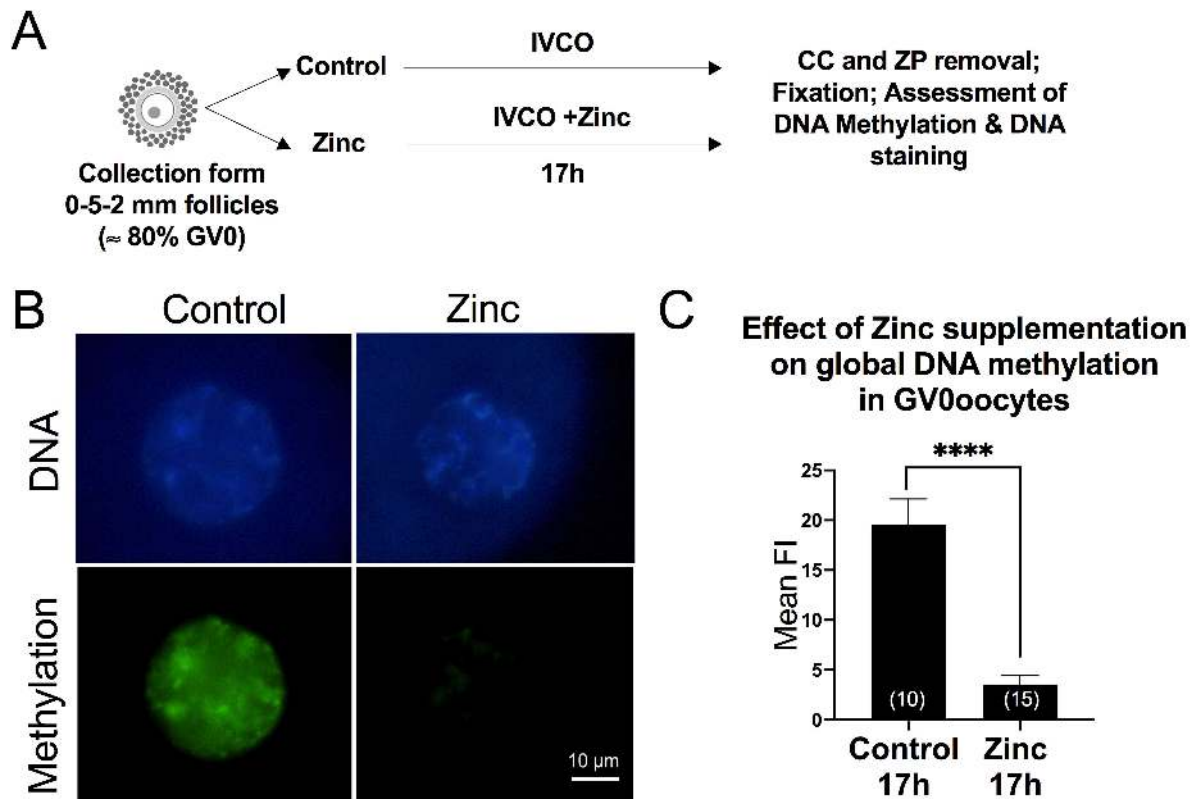 A
Control
Zinc
IVCO
IVCO +Zinc
17h
CC and ZP removal;
Fixation; Assessment of
DNA Methylation & DNA
staining
Collection form
0-5-2 mm follicles
(≈ 80% GV0)
B
Control
Zinc
DNA
Methylation
10 µm
C
Effect of Zinc supplementation
on global DNA methylation
in GV0oocytes
****
Mean FI
25
20
15
10
5
0
(10)
(15)
Control
17h
Zinc
17h